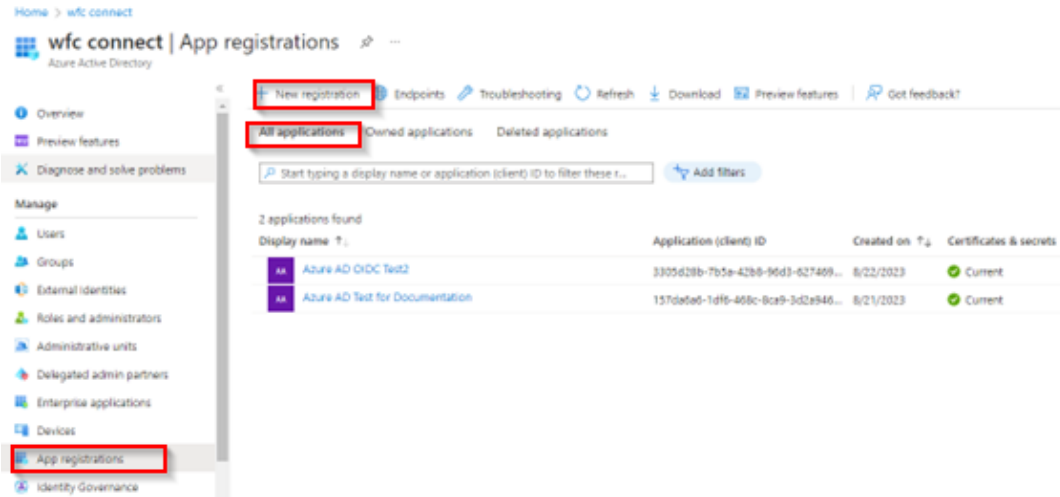 Home > wfc connect
wfc connect | App registrations
Azure Active Directory
Overview
Preview features
Diagnose and solve problems
Manage
Users
Groups
External Identities
Roles and administrators
Administrative units
Delegated admin partners
Enterprise applications
Devices
App registrations
Identity Governance
New registration Endpoints Troubleshooting Refresh Download Preview features Got feedback?
All applications Owned applications Deleted applications
Start typing a display name or application (client) ID to filter these r... Add filters
2 applications found
Display name Application (client) ID Created on Certificates & secrets
AA Azure AD OIDC Test2 3305d28b-7b5a-42b8-96d3-627469... 8/22/2023 Current
AA Azure AD Test for Documentation 157da6a6-1df6-468c-8ca9-3d2a946... 8/21/2023 Current